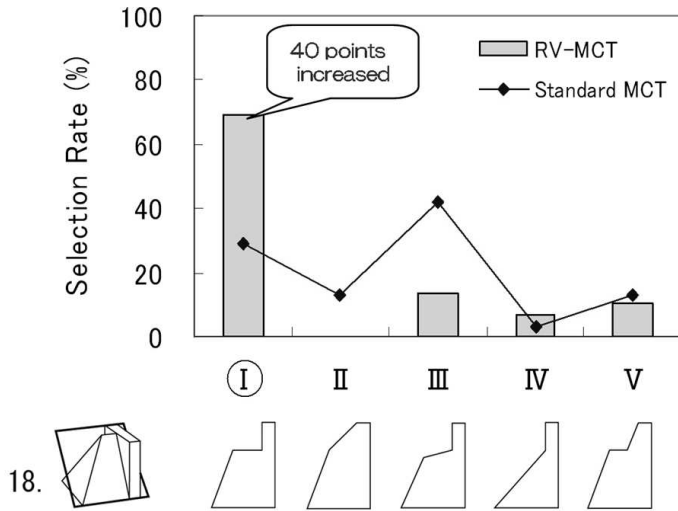 100
80
60
40
20
0
Selection Rate (%)
40 points
increased
RV-MCT
Standard MCT
Ⅰ Ⅱ Ⅲ Ⅳ Ⅴ
18.